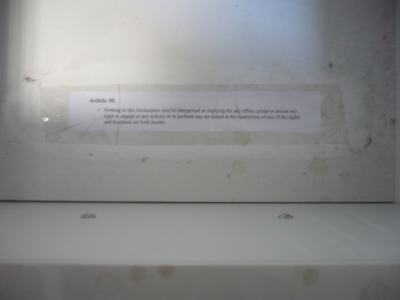 Article 30.
• Nothing in this Declaration may be interpreted as implying for any State, group or person any
right to engage in any activity or to perform any act aimed at the destruction of any of the rights
and freedoms set forth herein.